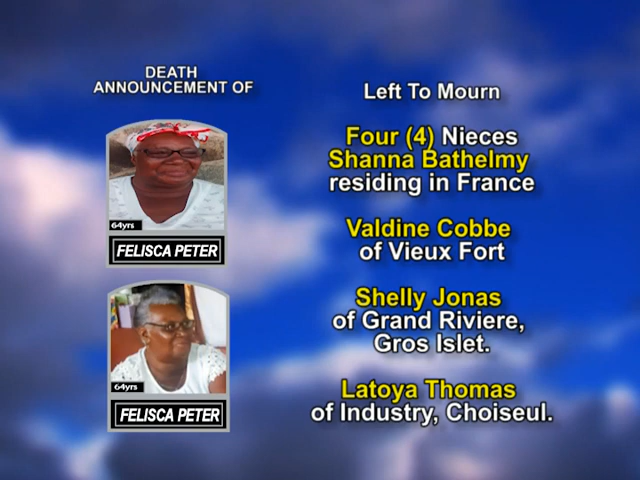 DEATH
ANNOUNCEMENT OF
64yrs
FELISCA PETER
64yrs
FELISCA PETER
Left To Mourn
Four (4) Nieces
Shanna Bathelmy
residing in France
Valdine Cobbe
of Vieux Fort
Shelly Jonas
of Grand Riviere,
Gros Islet.
Latoya Thomas
of Industry, Choiseul.